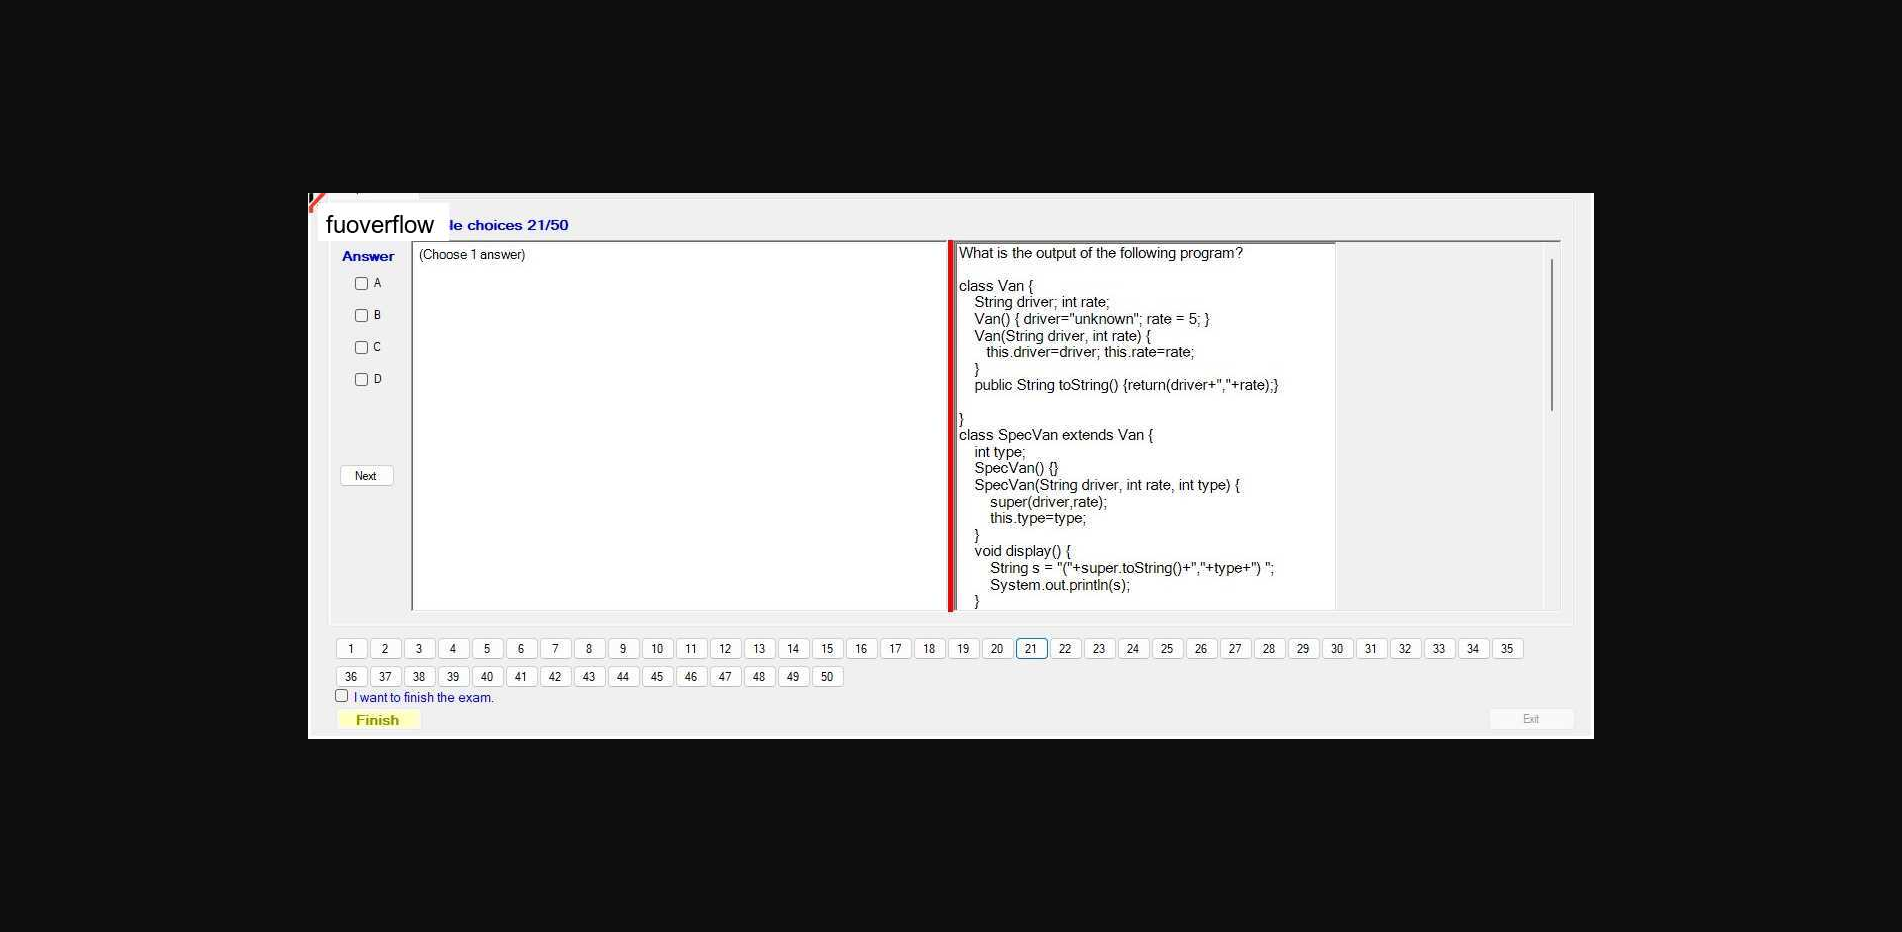 fuoverflow
le choices 21/50
Answer
A
B
C
D
Next
(Choose 1 answer)
What is the output of the following program?
class Van {
String driver; int rate;
Van() { driver="unknown"; rate = 5; }
Van(String driver, int rate) {
this.driver=driver; this.rate=rate;
}
public String toString() {return(driver+","+rate);}
}
class SpecVan extends Van {
int type;
SpecVan() {}
SpecVan(String driver, int rate, int type) {
super(driver,rate);
this.type=type;
}
void display() {
String s = "("+super.toString()+","+type+") ";
System.out.println(s);
}
1 2 3 4 5 6 7 8 9 10 11 12 13 14 15 16 17 18 19 20 21 22 23 24 25 26 27 28 29 30 31 32 33 34 35
36 37 38 39 40 41 42 43 44 45 46 47 48 49 50
I want to finish the exam.
Finish
Exit